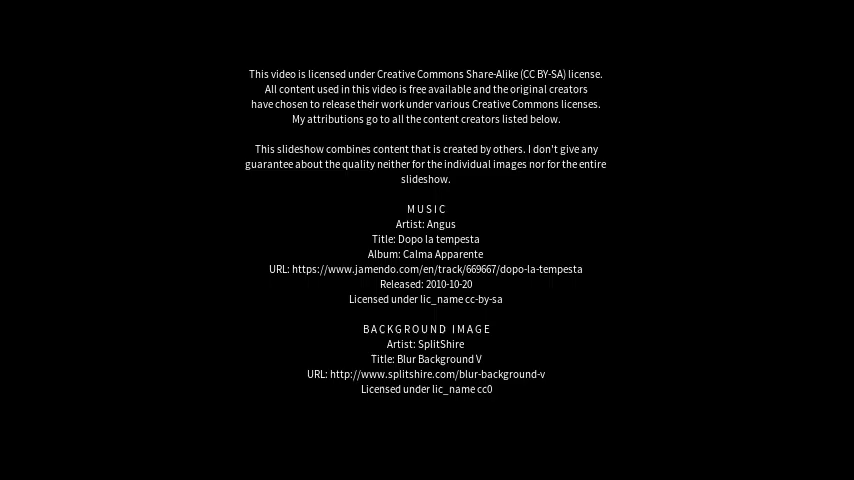 This video is licensed under Creative Commons Share-Alike (CC BY-SA) license.
All content used in this video is free available and the original creators
have chosen to release their work under various Creative Commons licenses.
My attributions go to all the content creators listed below.
This slideshow combines content that is created by others. I don't give any
guarantee about the quality neither for the individual images nor for the entire
slideshow.
MUSIC
Artist: Angus
Title: Dopo la tempesta
Album: Calma Apparente
URL: https://www.jamendo.com/en/track/669667/dopo-la-tempesta
Released: 2010-10-20
Licensed under lic_name cc-by-sa
BACKGROUND IMAGE
Artist: SplitShire
Title: Blur Background V
URL: http://www.splitshire.com/blur-background-v
Licensed under lic_name cc0